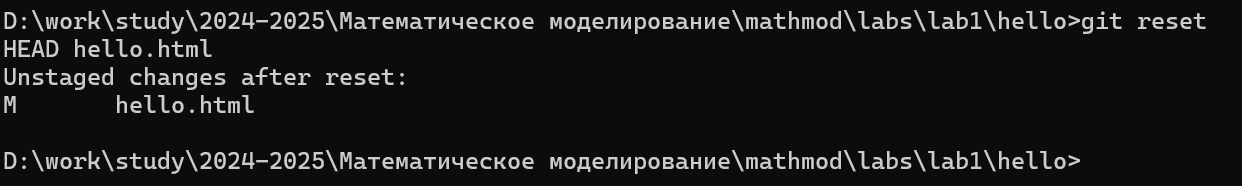 D:\work\study\2024-2025\Математическое моделирование\mathmod\labs\lab1\hello>git reset
HEAD hello.html
Unstaged changes after reset:
M       hello.html
D:\work\study\2024-2025\Математическое моделирование\mathmod\labs\lab1\hello>